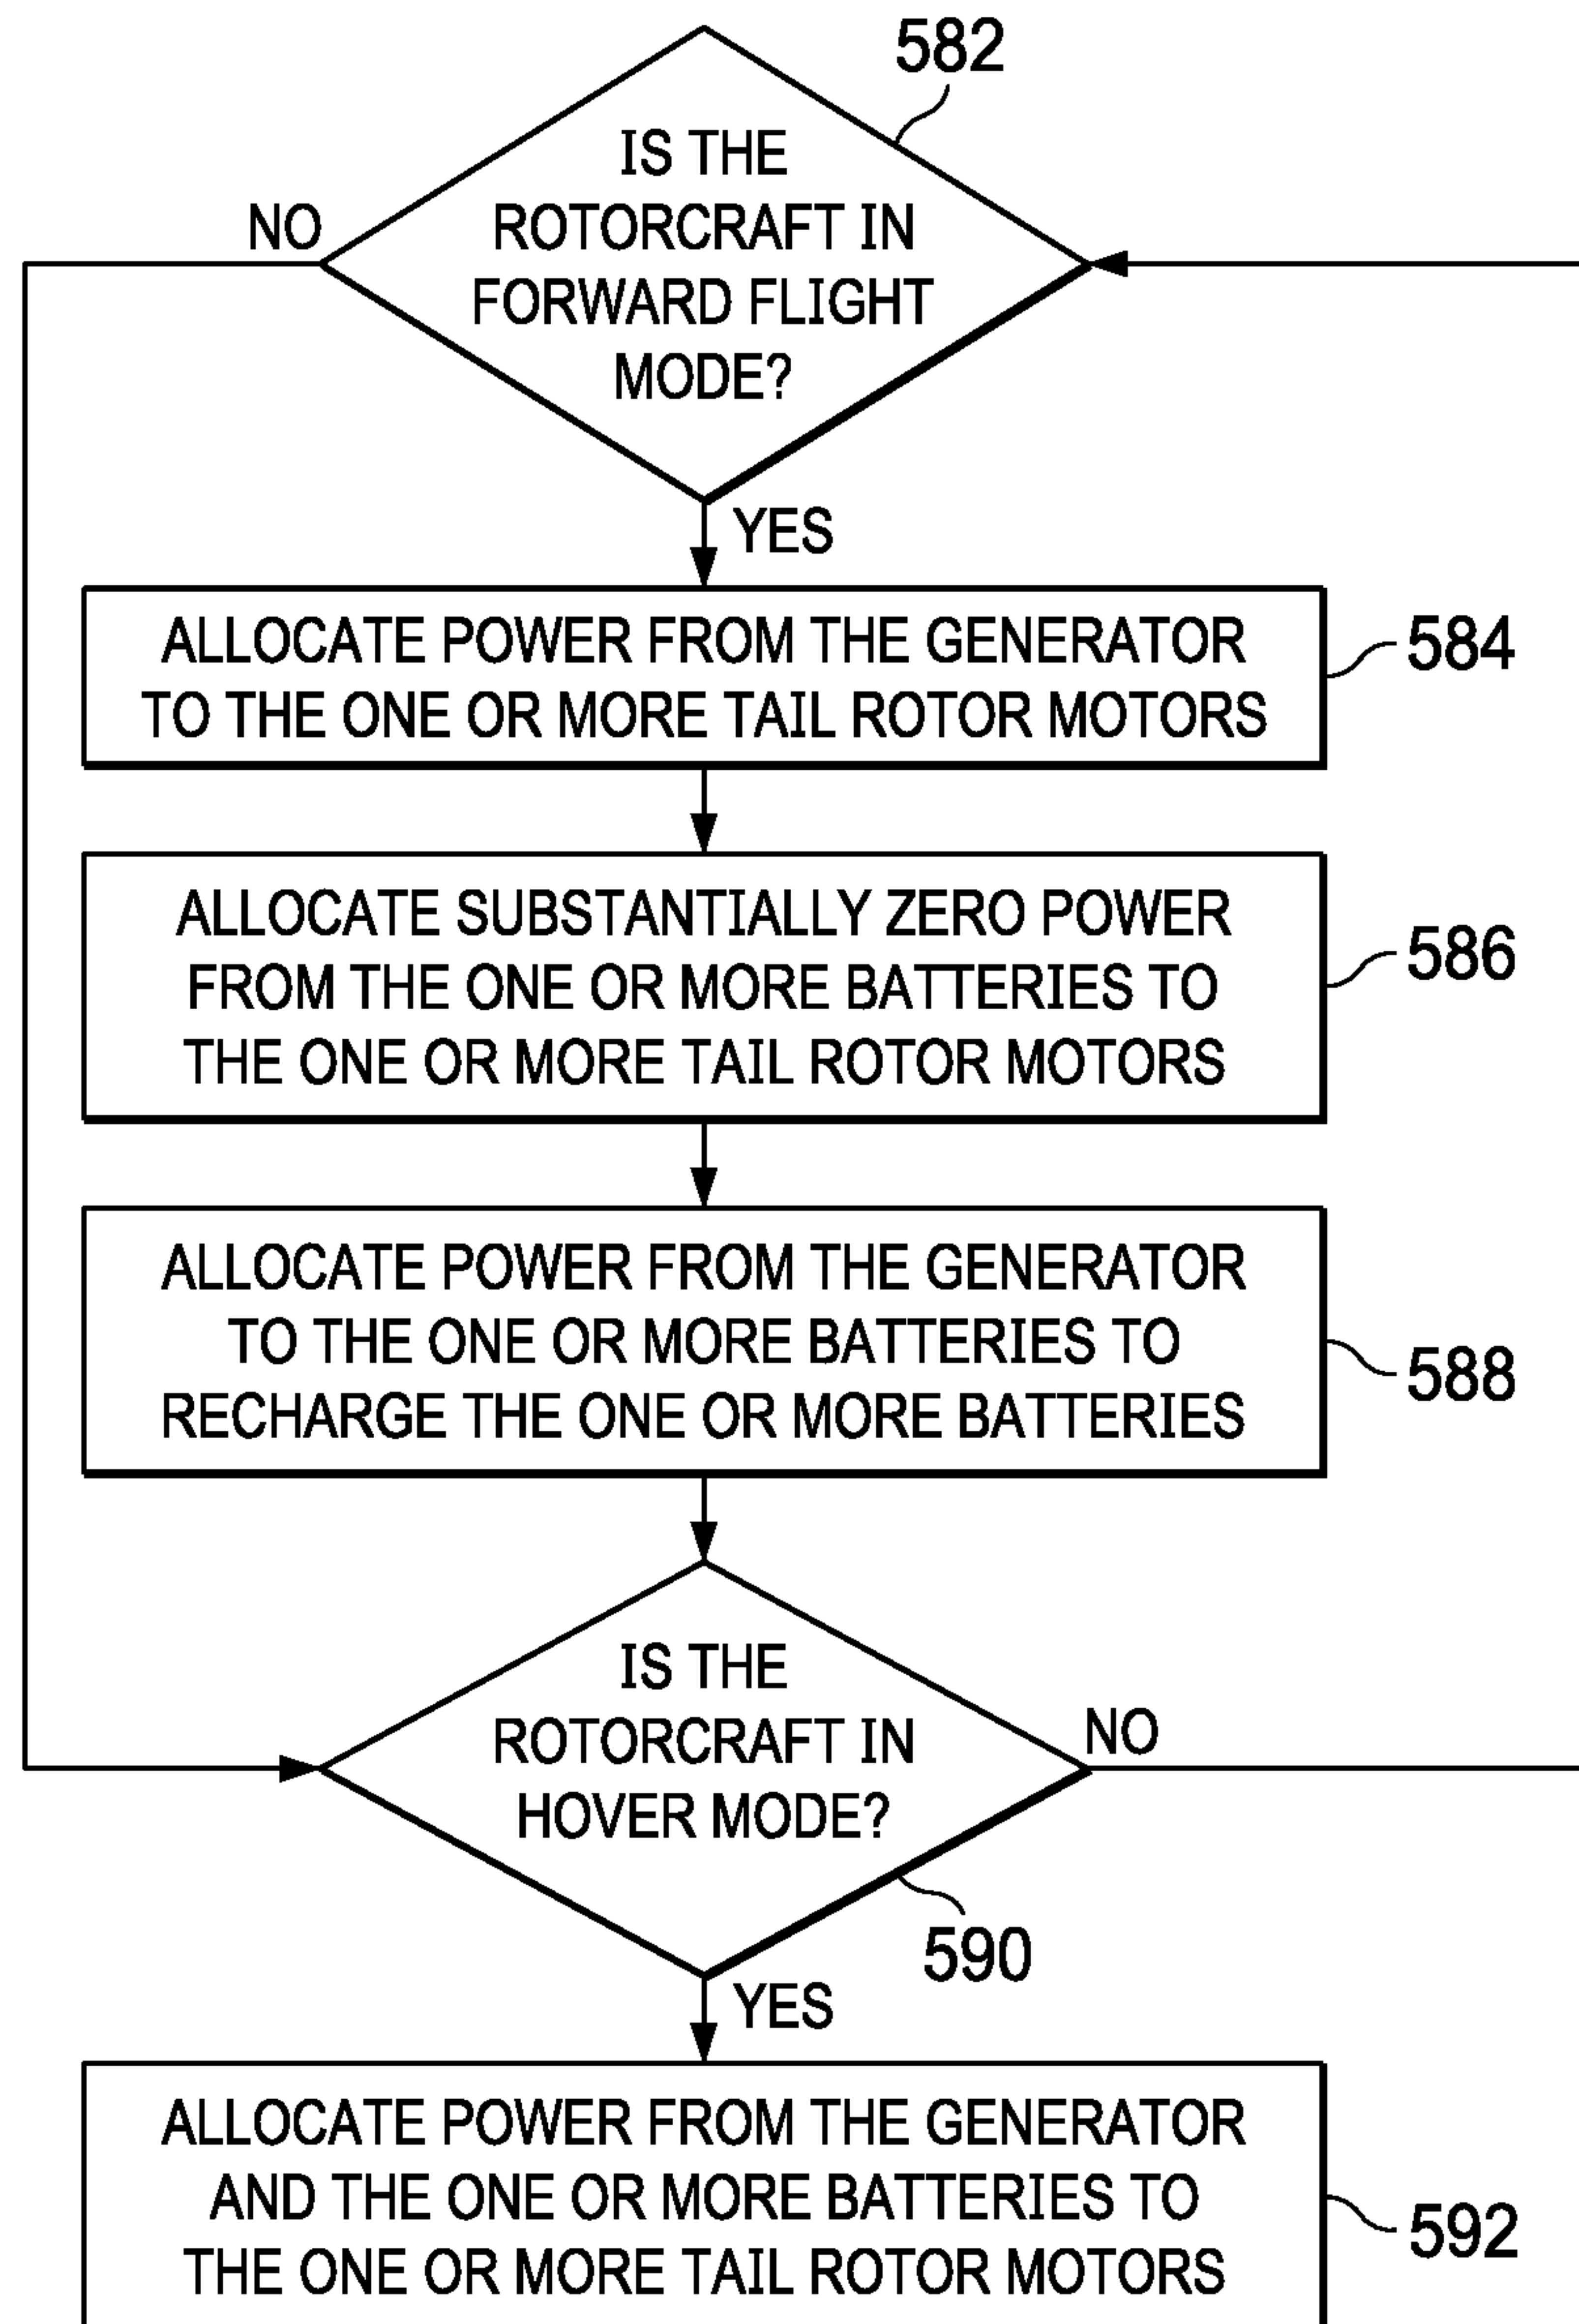 582
IS THE
ROTORCRAFT IN
FORWARD FLIGHT
MODE?
NO
YES
ALLOCATE POWER FROM THE GENERATOR
TO THE ONE OR MORE TAIL ROTOR MOTORS
584
ALLOCATE SUBSTANTIALLY ZERO POWER
FROM THE ONE OR MORE BATTERIES TO
THE ONE OR MORE TAIL ROTOR MOTORS
586
ALLOCATE POWER FROM THE GENERATOR
TO THE ONE OR MORE BATTERIES TO
RECHARGE THE ONE OR MORE BATTERIES
588
IS THE
ROTORCRAFT IN
HOVER MODE?
NO
590
YES
ALLOCATE POWER FROM THE GENERATOR
AND THE ONE OR MORE BATTERIES TO
THE ONE OR MORE TAIL ROTOR MOTORS
592